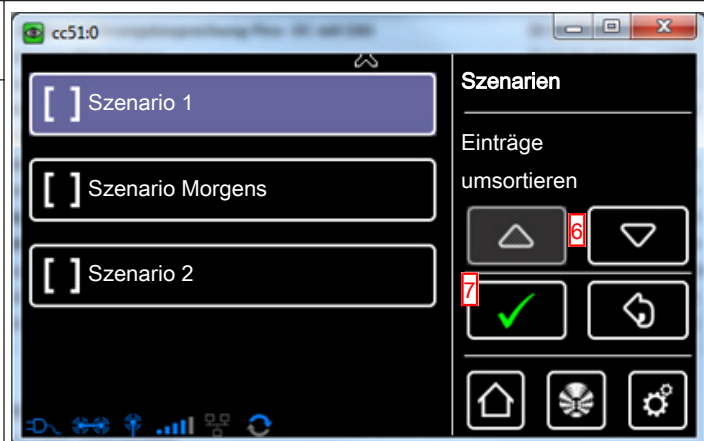 cc51:0
Szenario 1
Szenario Morgens
Szenario 2
Szenarien
Einträge
umsortieren
6
7